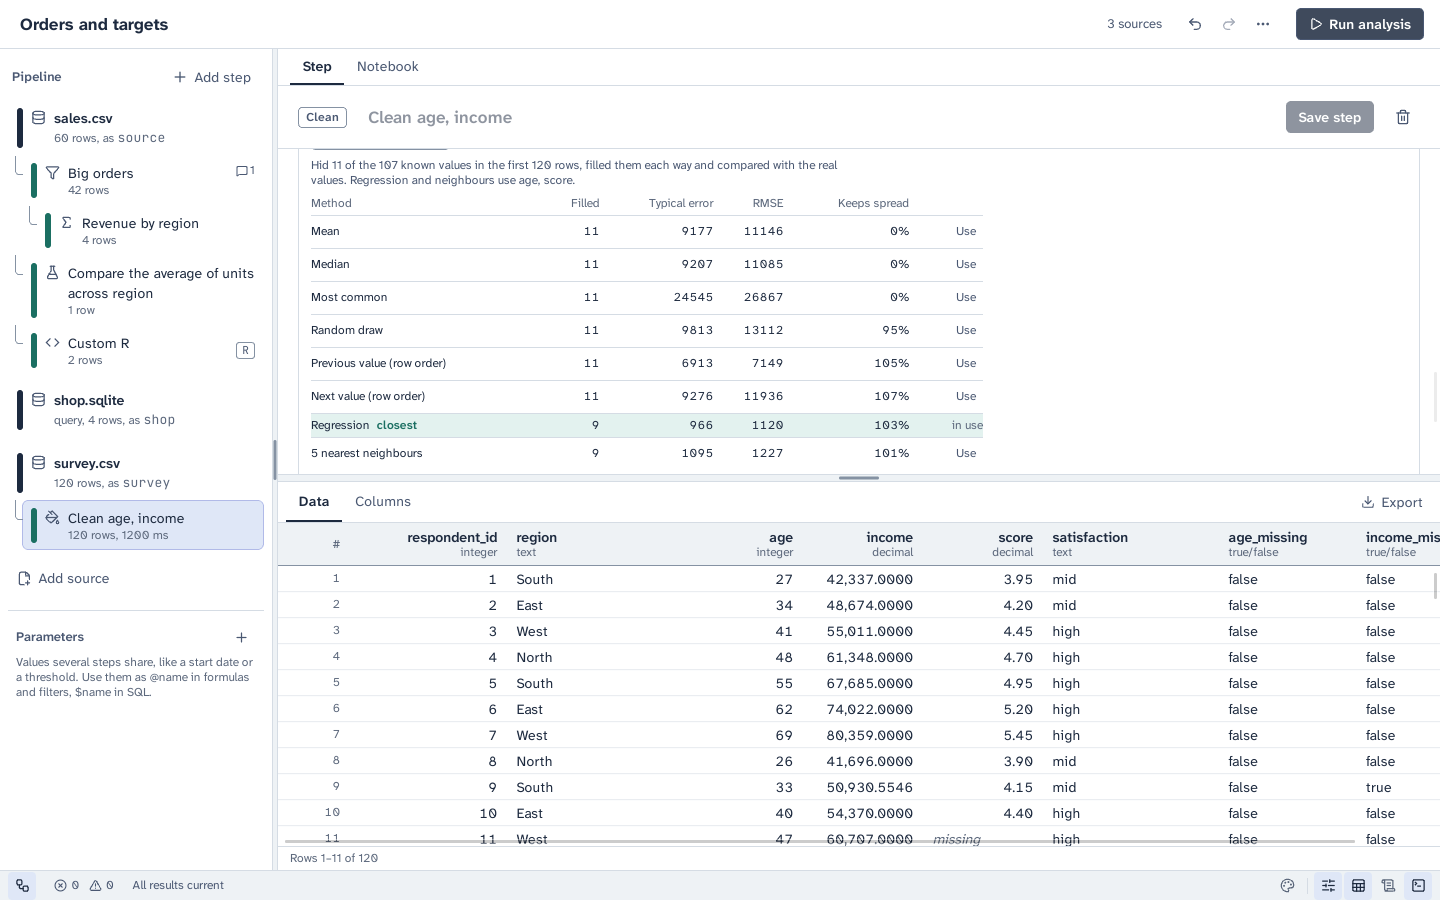 Orders and targets
3 sources
Run analysis
Pipeline
Add step
sales.csv
60 rows, as source
Big orders
1
42 rows
Revenue by region
4 rows
Compare the average of units
across region
1 row
Custom R
2 rows
R
shop.sqlite
query, 4 rows, as shop
survey.csv
120 rows, as survey
Clean age, income
120 rows, 1200 ms
Add source
Parameters
Values several steps share, like a start date or
a threshold. Use them as @name in formulas
and filters, $name in SQL.
Step Notebook
Clean Clean age, income
Save step
Hid 11 of the 107 known values in the first 120 rows, filled them each way and compared with the real
values. Regression and neighbours use age, score.
Method Filled Typical error RMSE Keeps spread
Mean 11 9177 11146 0% Use
Median 11 9207 11085 0% Use
Most common 11 24545 26867 0% Use
Random draw 11 9813 13112 95% Use
Previous value (row order) 11 6913 7149 105% Use
Next value (row order) 11 9276 11936 107% Use
Regression closest 9 966 1120 103% in use
5 nearest neighbours 9 1095 1227 101% Use
Data Columns
Export
# respondent_id region age income score satisfaction age_missing income_mis
integer text integer decimal decimal text true/false true/false
1 1 South 27 42,337.0000 3.95 mid false false
2 2 East 34 48,674.0000 4.20 mid false false
3 3 West 41 55,011.0000 4.45 high false false
4 4 North 48 61,348.0000 4.70 high false false
5 5 South 55 67,685.0000 4.95 high false false
6 6 East 62 74,022.0000 5.20 high false false
7 7 West 69 80,359.0000 5.45 high false false
8 8 North 26 41,696.0000 3.90 mid false false
9 9 South 33 50,930.5546 4.15 mid false true
10 10 East 40 54,370.0000 4.40 high false false
11 11 West 47 60,707.0000 missing high false false
Rows 1–11 of 120
0 0 All results current